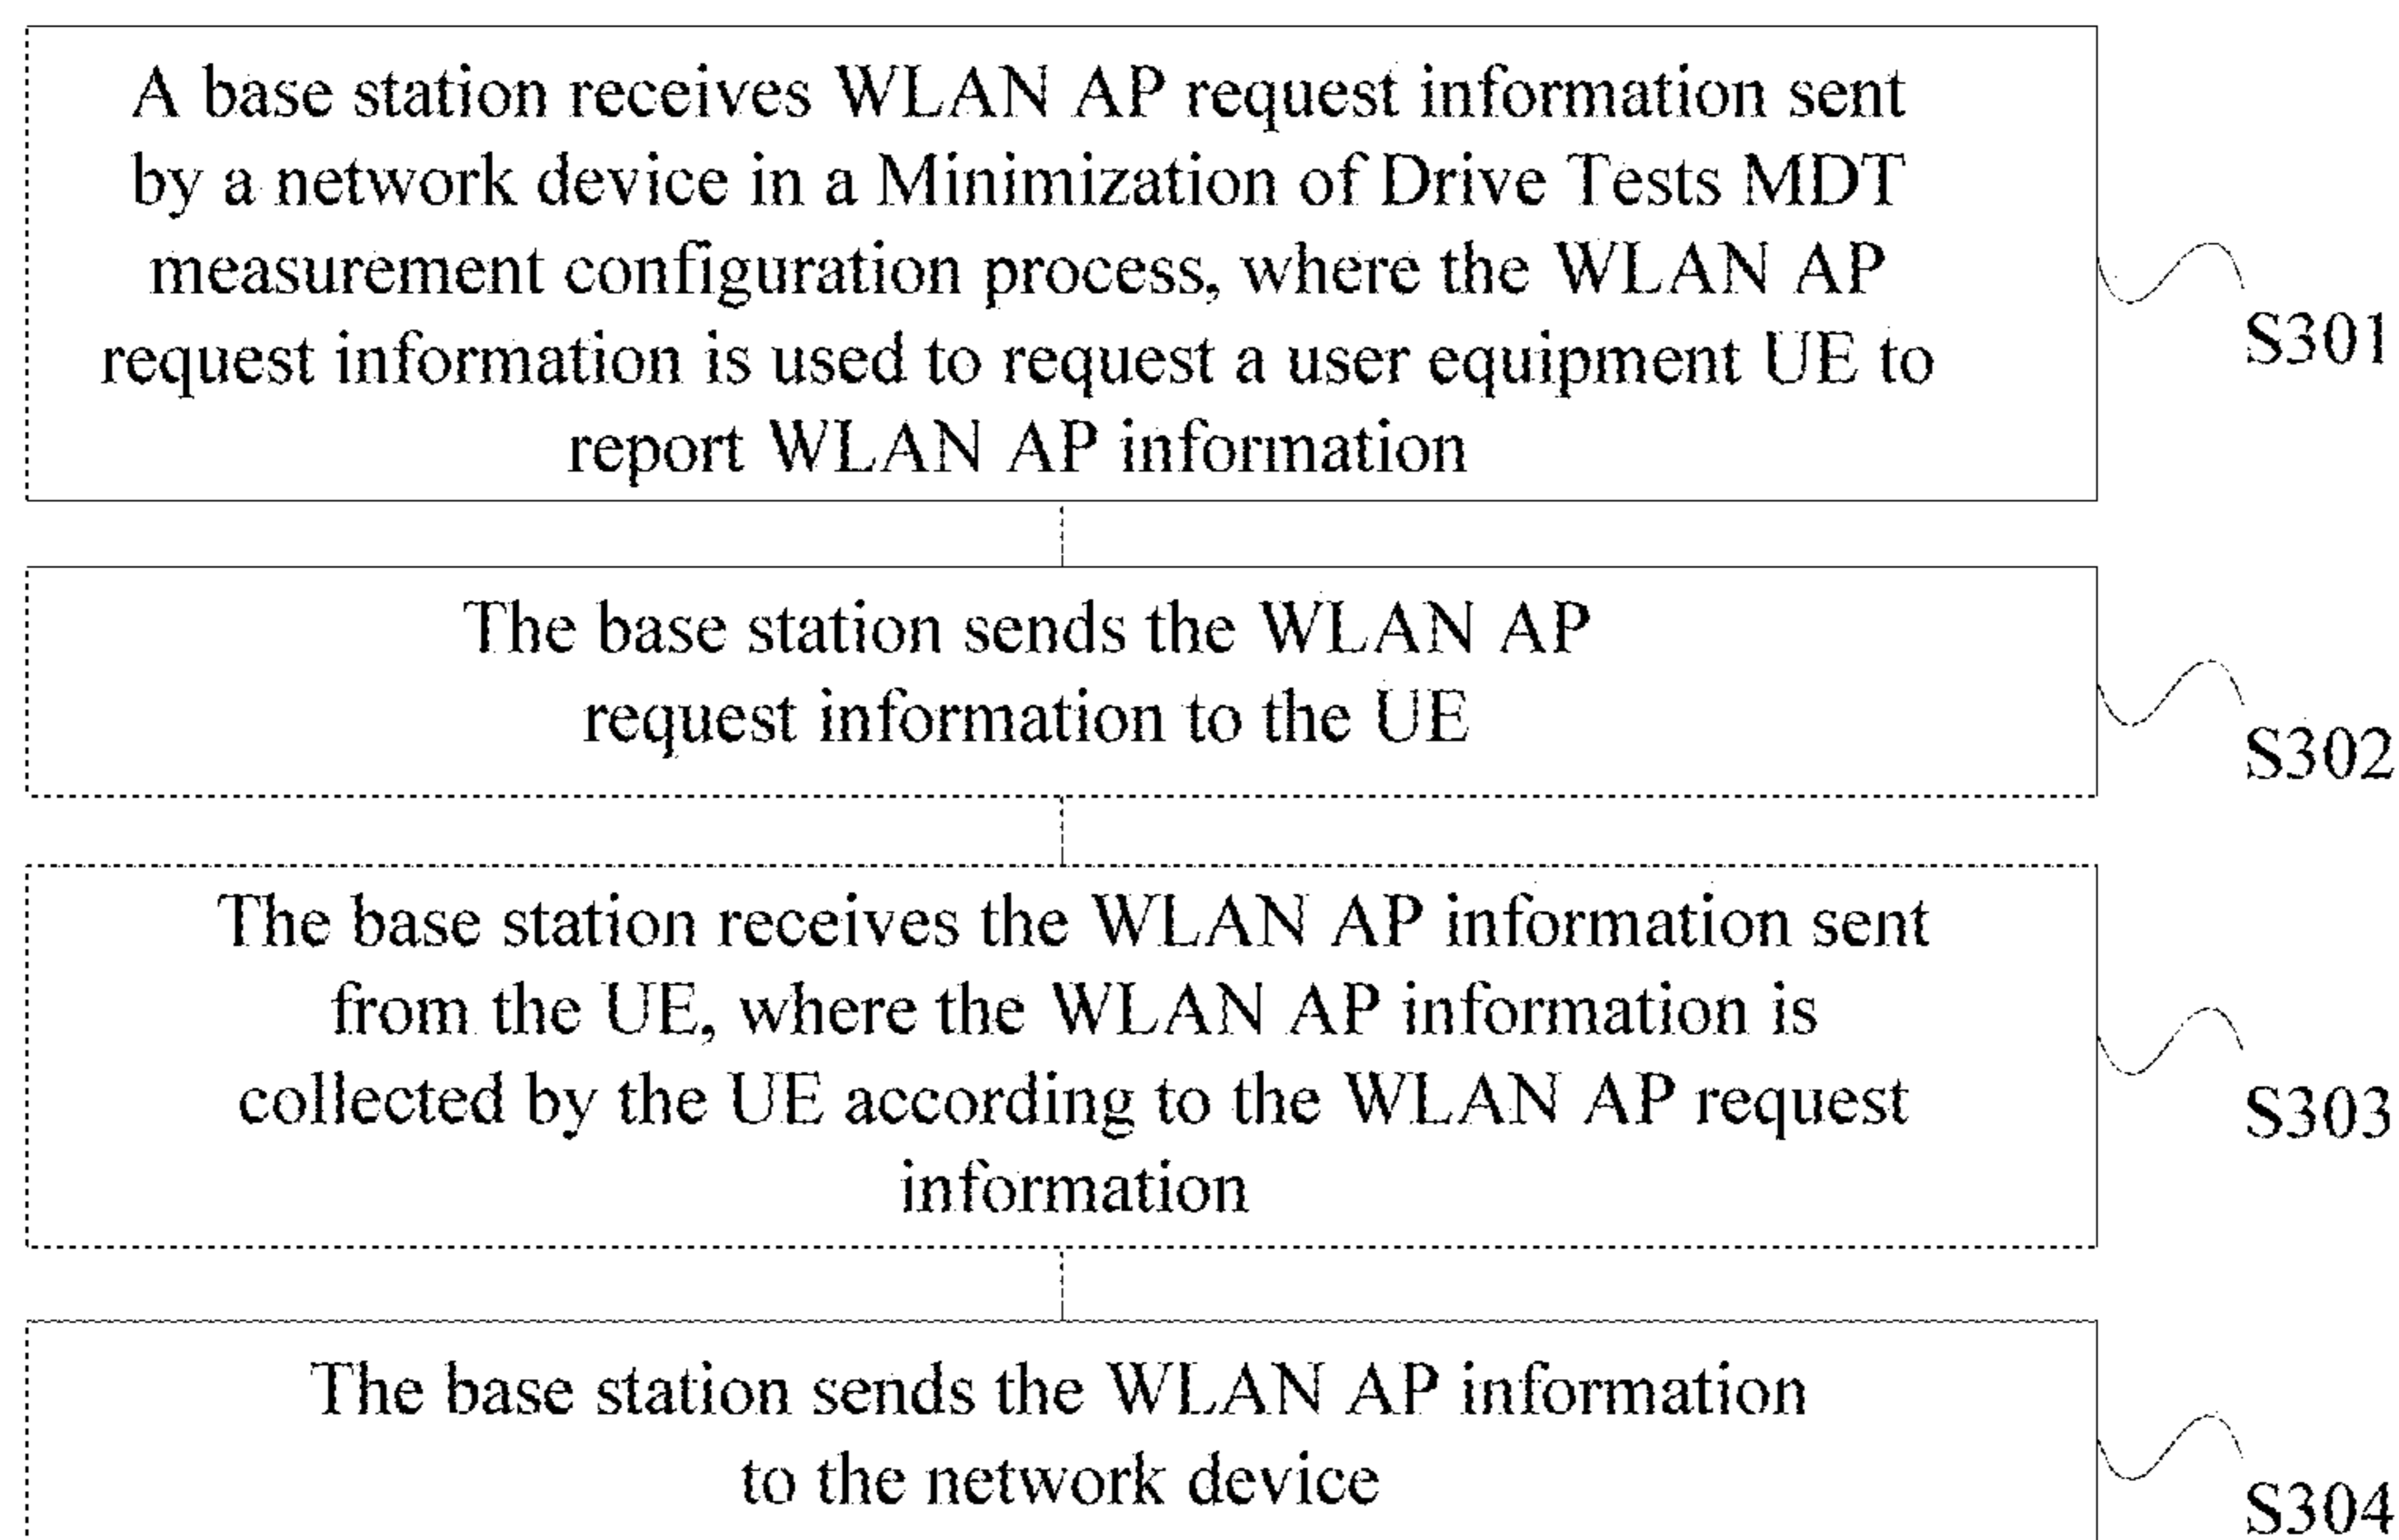 A base station receives WLAN AP request information sent
by a network device in a Minimization of Drive Tests MDT
measurement configuration process, where the WLAN AP
request information is used to request a user equipment UE to
report WLAN AP information
S301
The base station sends the WLAN AP
request information to the UE
S302
The base station receives the WLAN AP information sent
from the UE, where the WLAN AP information is
collected by the UE according to the WLAN AP request
information
S303
The base station sends the WLAN AP information
to the network device
S304